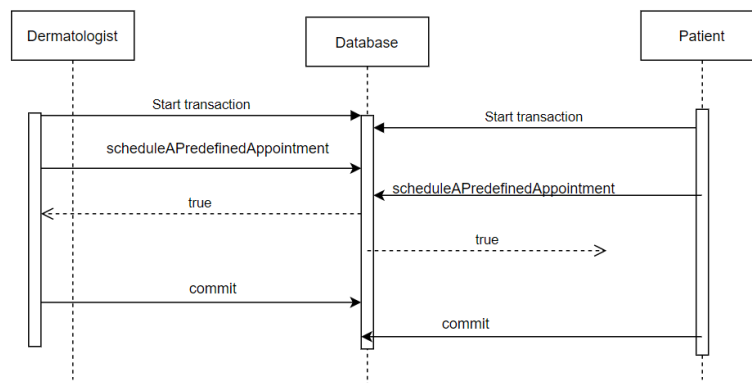 Dermatologist
Database
Patient
Start transaction
Start transaction
scheduleAPredefinedAppointment
scheduleAPredefinedAppointment
true
true
commit
commit